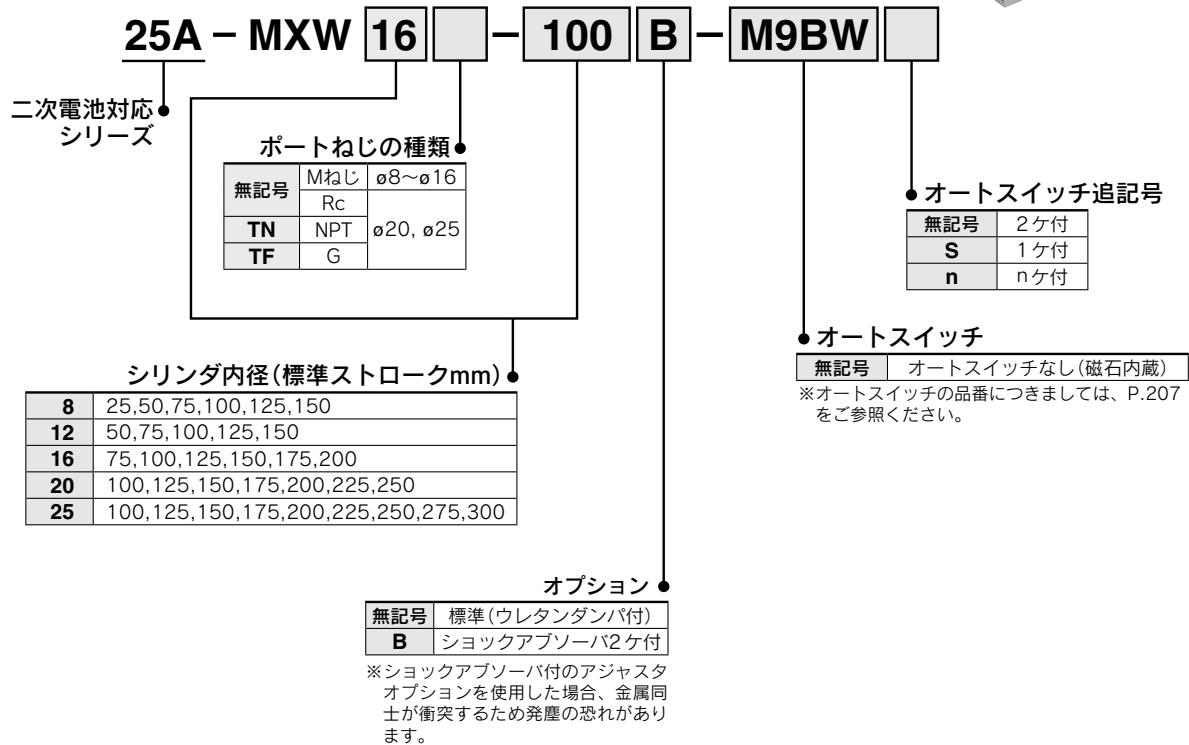 25A－MXW 16 － 100 B － M9BW
二次電池対応
シリーズ
ポートねじの種類
無記号 Mねじ ø8～ø16
Rc ø20, ø25
TN NPT
TF G
オートスイッチ追記号
無記号 2ケ付
S 1ケ付
n nケ付
オートスイッチ
無記号 オートスイッチなし(磁石内蔵)
※オートスイッチの品番につきましては、P.207
をご参照ください。
シリンダ内径(標準ストロークmm)
8 25,50,75,100,125,150
12 50,75,100,125,150
16 75,100,125,150,175,200
20 100,125,150,175,200,225,250
25 100,125,150,175,200,225,250,275,300
オプション
無記号 標準(ウレタンダンパ付)
B ショックアブソーバ2ケ付
※ショックアブソーバ付のアジャスタ
オプションを使用した場合、金属同
士が衝突するため発塵の恐れがあり
ます。